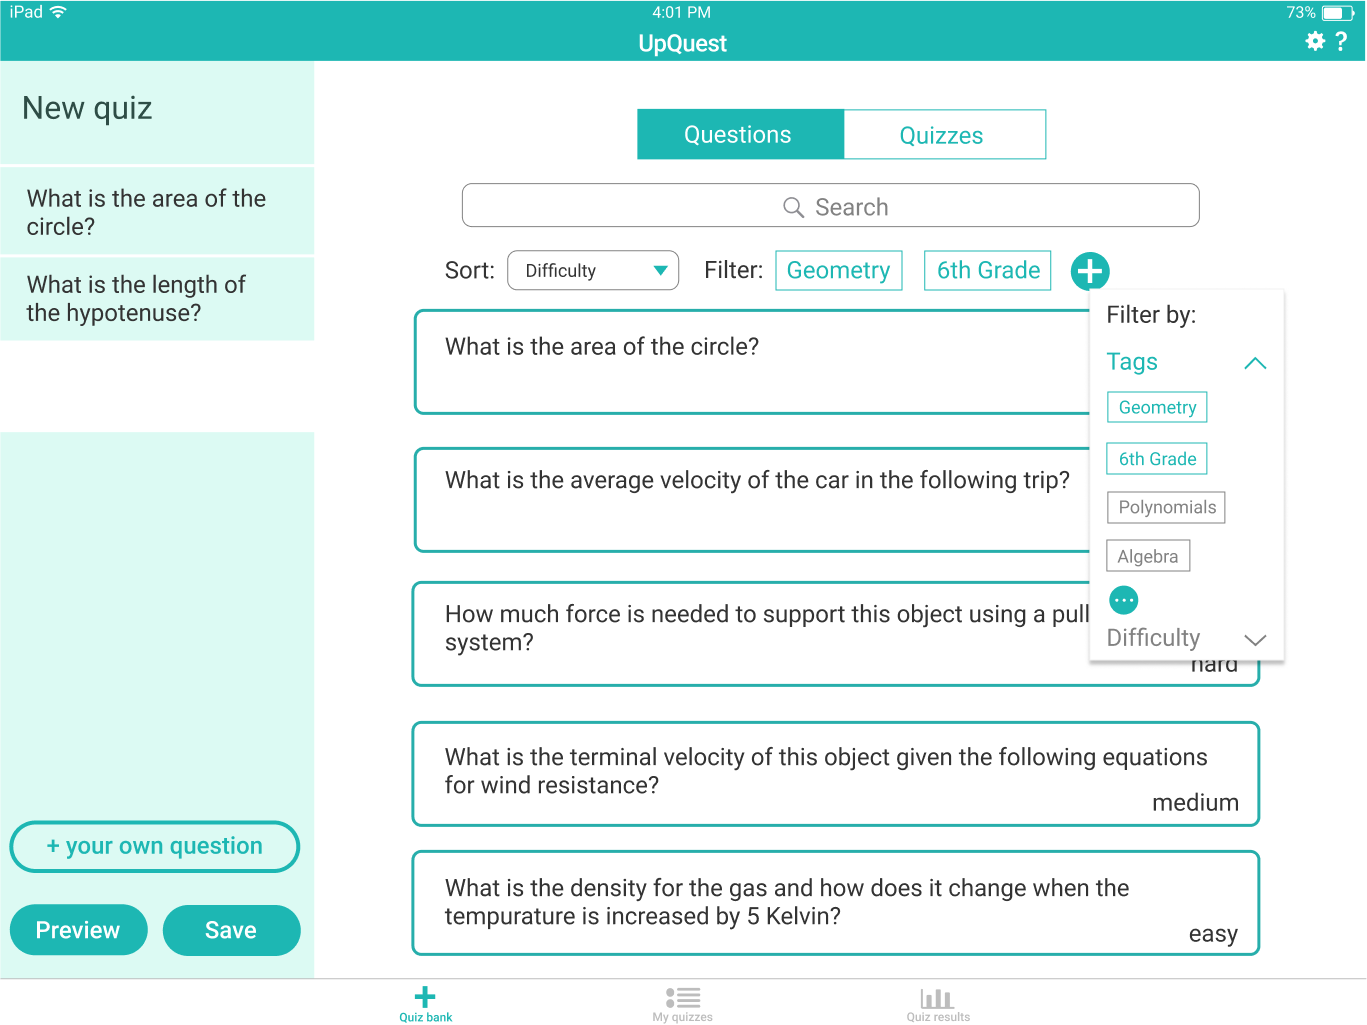 iPad
4:01 PM
73%
UpQuest
?
New quiz
What is the area of the
circle?
What is the length of
the hypotenuse?
+ your own question
Preview
Save
Questions
Quizzes
Search
Sort:
Difficulty
Filter:
Geometry
6th Grade
Filter by:
Tags
Geometry
6th Grade
Polynomials
Algebra
Difficulty
What is the area of the circle?
What is the average velocity of the car in the following trip?
How much force is needed to support this object using a pull
system?
hard
What is the terminal velocity of this object given the following equations
for wind resistance?
medium
What is the density for the gas and how does it change when the
tempurature is increased by 5 Kelvin?
easy
Quiz bank
My quizzes
Quiz results